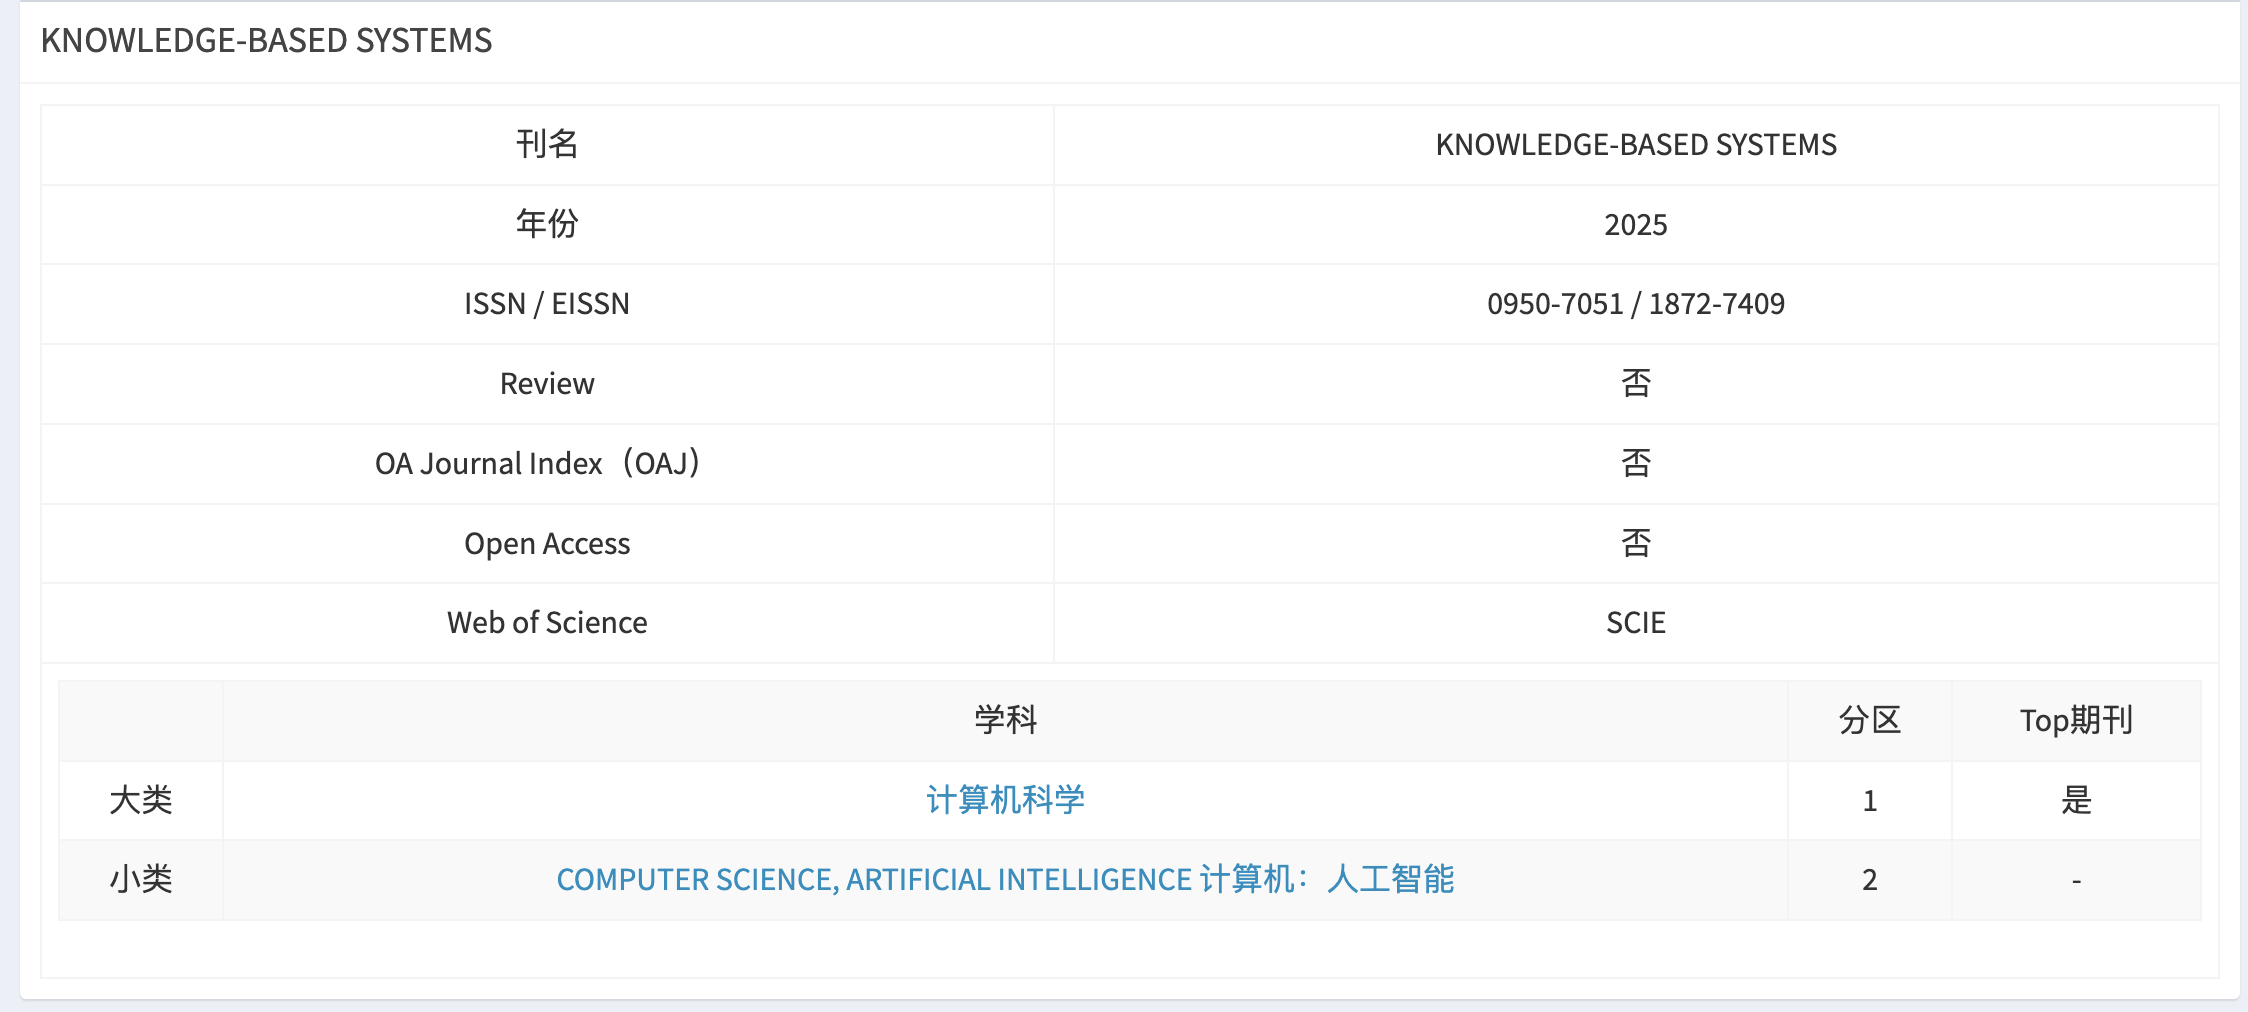 KNOWLEDGE-BASED SYSTEMS
刊名 KNOWLEDGE-BASED SYSTEMS
年份 2025
ISSN / EISSN 0950-7051 / 1872-7409
Review 否
OA Journal Index（OAJ） 否
Open Access 否
Web of Science SCIE
学科 分区 Top期刊
大类 计算机科学 1 是
小类 COMPUTER SCIENCE, ARTIFICIAL INTELLIGENCE 计算机：人工智能 2 -